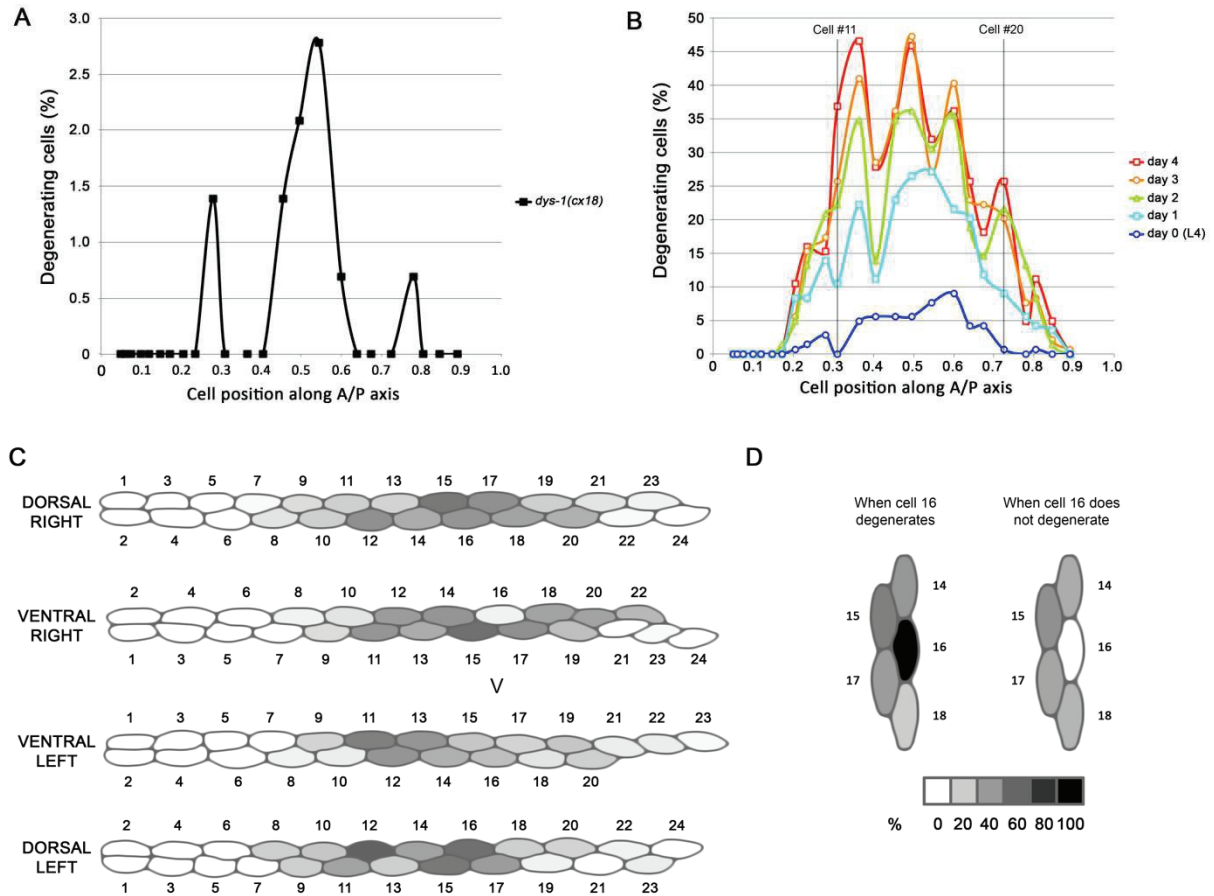 A
Degenerating cells (%)
3.0
2.5
2.0
1.5
1.0
0.5
0
0 0.1 0.2 0.3 0.4 0.5 0.6 0.7 0.8 0.9 1.0
Cell position along A/P axis
dys-1(cx18)
B
Cell #11 Cell #20
Degenerating cells (%)
50
45
40
35
30
25
20
15
10
5
0
0 0.1 0.2 0.3 0.4 0.5 0.6 0.7 0.8 0.9 1.0
Cell position along A/P axis
day 4
day 3
day 2
day 1
day 0 (L4)
C
1 3 5 7 9 11 13 15 17 19 21 23
DORSAL
RIGHT
2 4 6 8 10 12 14 16 18 20 22 24
2 4 6 8 10 12 14 16 18 20 22
VENTRAL
RIGHT
1 3 5 7 9 11 13 15 17 19 21 23 24
V
1 3 5 7 9 11 13 15 17 19 21 22 23
VENTRAL
LEFT
2 4 6 8 10 12 14 16 18 20
2 4 6 8 10 12 14 16 18 20 22 24
DORSAL
LEFT
1 3 5 7 9 11 13 15 17 19 21 23
D
When cell 16
degenerates
14
15
16
17
18
When cell 16 does
not degenerate
14
15
16
17
18
% 0 20 40 60 80 100